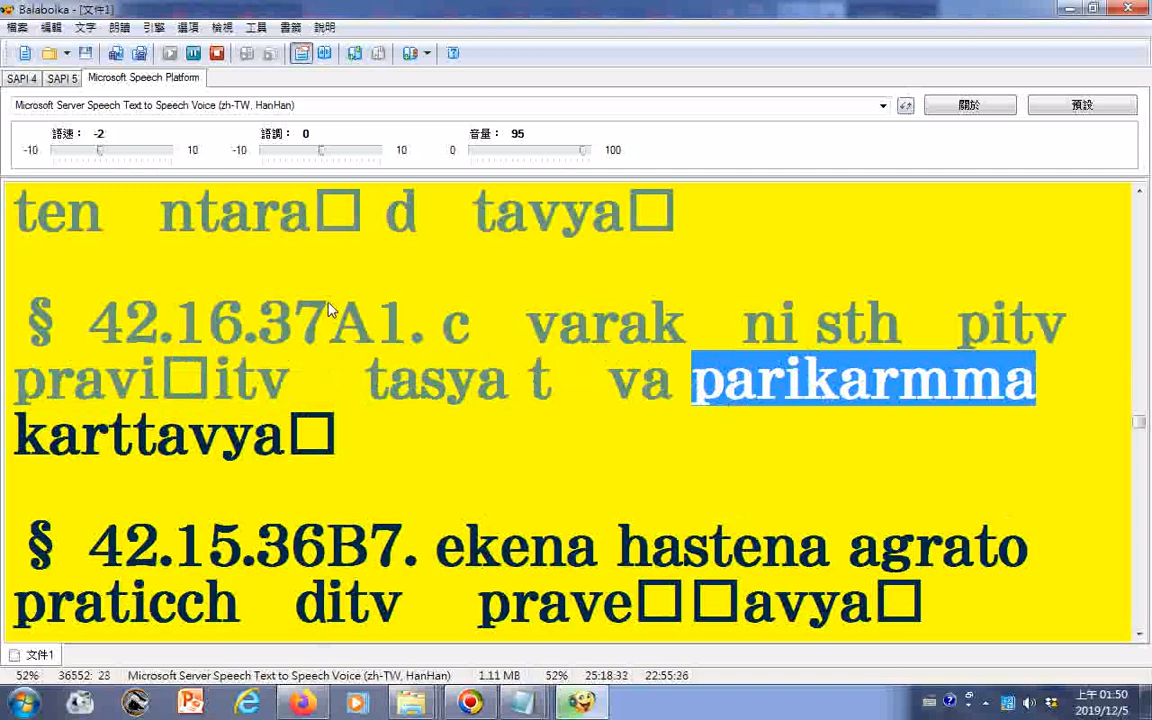 Balabolka - [文件1]
檔案 編輯 文字 朗讀 引擎 選項 檢視 工具 書籤 說明
SAPI 4 SAPI 5 Microsoft Speech Platform
Microsoft Server Speech Text to Speech Voice (zh-TW, HanHan) 關於 預設
語速： -2 語調： 0 音量： 95
-10 10 -10 10 0 100
ten ntara□ d tavya□
§ 42.16.37A1. c varak ni sth pitv
pravi□itv tasya t va parikarmma
karttavya□
§ 42.15.36B7. ekena hastena agrato
praticch ditv prave□□avya□
文件1
52% 36552: 23 Microsoft Server Speech Text to Speech Voice (zh-TW, HanHan) 1.11 MB 52% 25:18.32 22:55:26
上午 01:50
2019/12/5